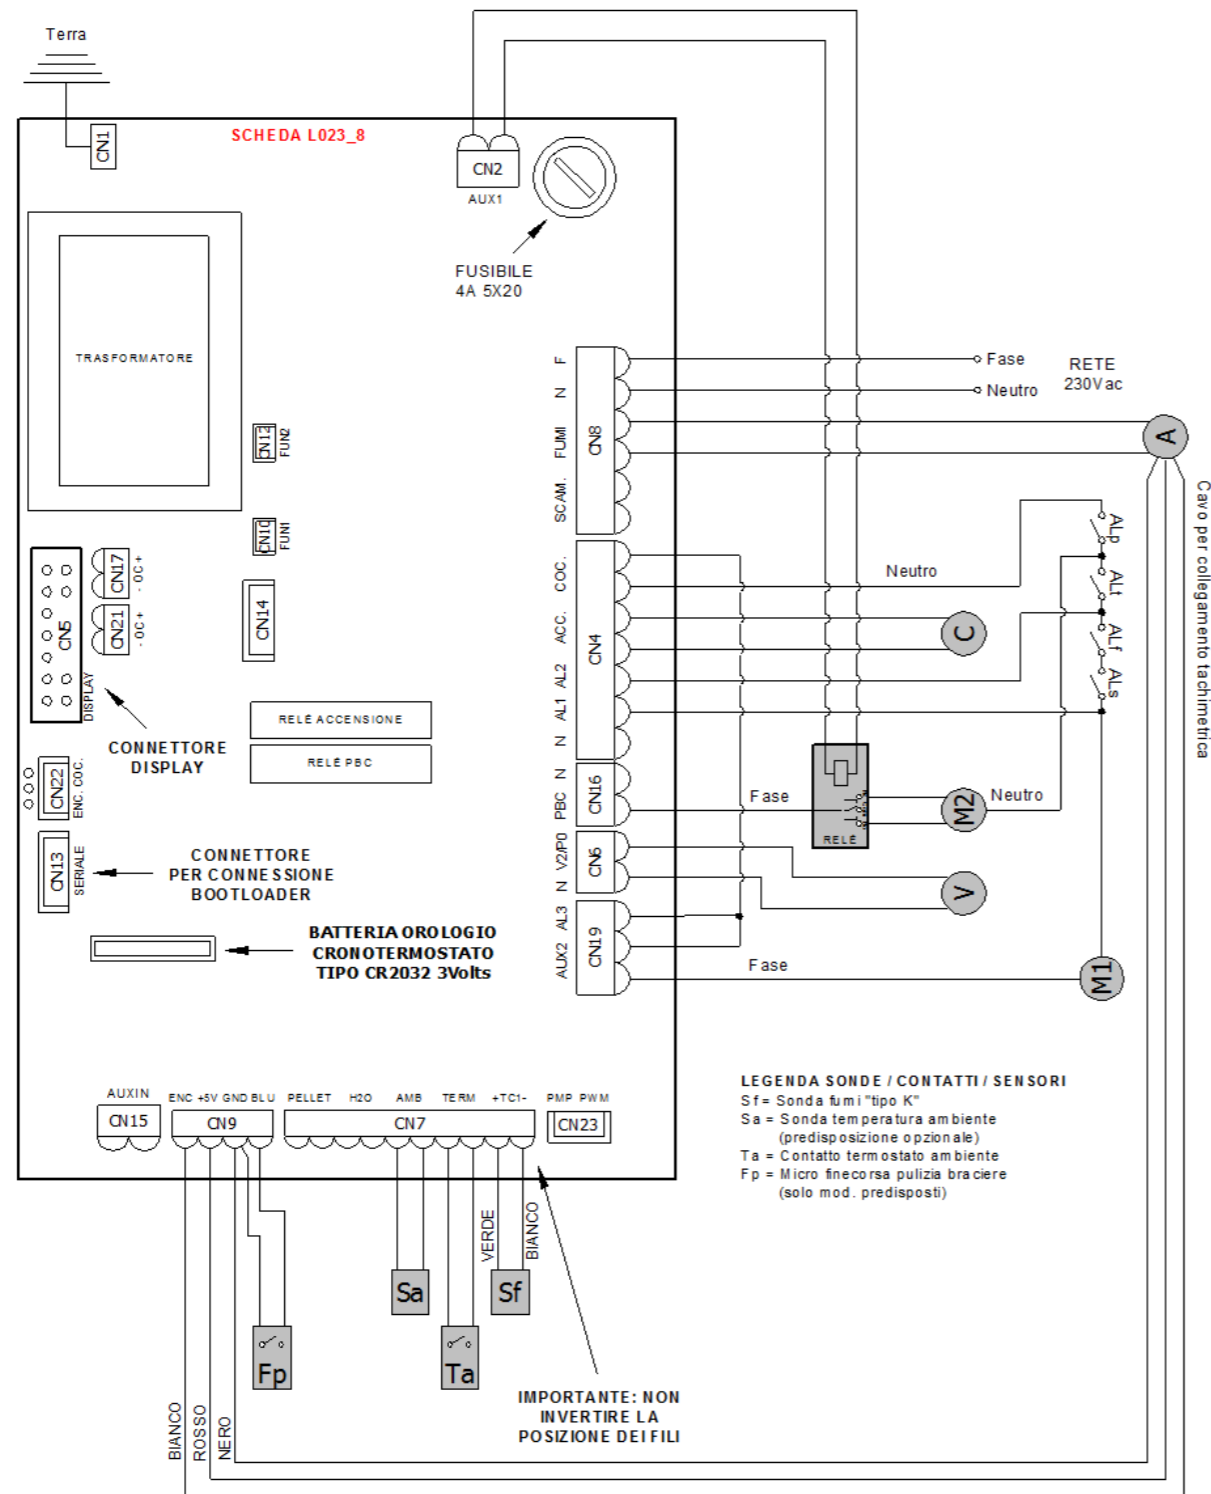 Terra
CN1
SCHEDA L023_8
CN2
AUX1
FUSIBILE
4A 5X20
TRASFORMATORE
CN12
FUN2
CN10
FUN1
CN17
- OC +
CN21
- OC +
CN5
DISPLAY
CN14
CONNETTORE
DISPLAY
RELÉ ACCENSIONE
RELÉ PBC
CN22
ENC. COC.
CN13
SERIALE
CONNETTORE
PER CONNESSIONE
BOOTLOADER
BATTERIA OROLOGIO
CRONOTERMOSTATO
TIPO CR2032 3Volts
F
N
FUMI
SCAM.
CN8
Fase
Neutro
RETE
230Vac
A
Cavo per collegamento tachimetrica
COC.
ACC.
AL2
AL1
N
CN4
Neutro
C
ALp
ALt
ALf
ALs
N
PBC
CN16
Fase
RELÉ
M2
Neutro
V2/P0
N
CN6
V
AL3
AUX2
CN19
Fase
M1
LEGENDA SONDE / CONTATTI / SENSORI
Sf = Sonda fumi "tipo K"
Sa = Sonda temperatura ambiente
(predisposizione opzionale)
Ta = Contatto termostato ambiente
Fp = Micro finecorsa pulizia braciere
(solo mod. predisposti)
AUXIN
CN15
ENC +5V GND BLU
CN9
PELLET H2O AMB TERM +TC1-
CN7
PMP PWM
CN23
VERDE
BIANCO
Sa
Sf
Fp
Ta
BIANCO
ROSSO
NERO
IMPORTANTE: NON
INVERTIRE LA
POSIZIONE DEI FILI